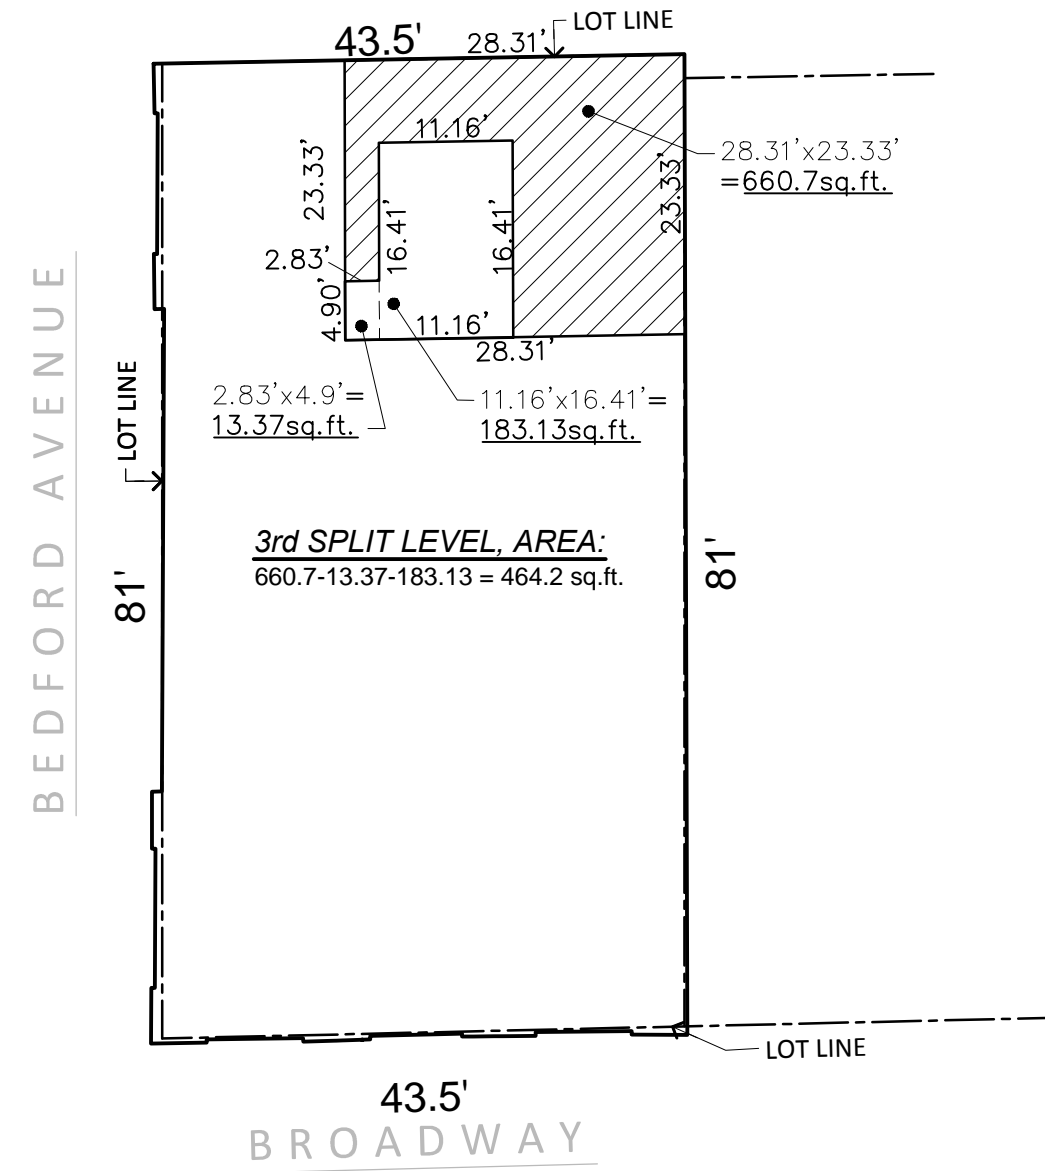 LOT LINE
43.5'
28.31'
11.16'
28.31'x23.33'
=660.7sq.ft.
23.33'
23.33'
16.41'
16.41'
2.83'
4.90'
11.16'
28.31'
2.83'x4.9'=
13.37sq.ft.
11.16'x16.41'=
183.13sq.ft.
LOT LINE
BEDFORD AVENUE
3rd SPLIT LEVEL, AREA:
660.7-13.37-183.13 = 464.2 sq.ft.
81'
81'
LOT LINE
43.5'
BROADWAY